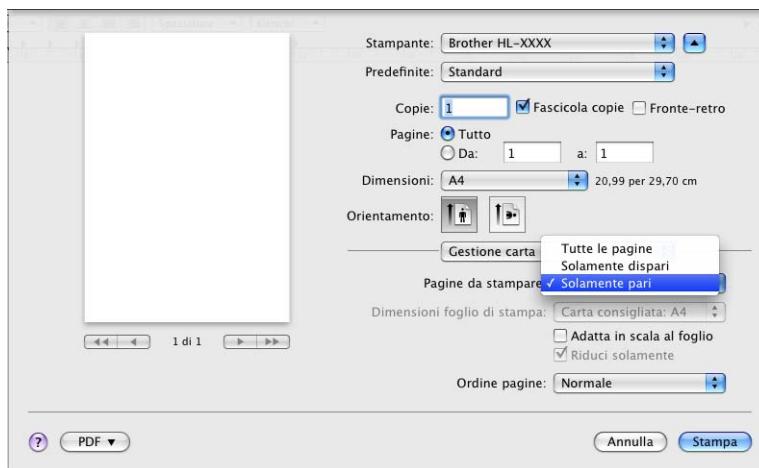 Stampante: Brother HL-XXXX
Predefinite: Standard
Copie: 1 Fascicola copie Fronte-retro
Pagine: Tutto
Da: 1 a: 1
Dimensioni: A4 20,99 per 29,70 cm
Orientamento:
Gestione carta
Tutte le pagine
Solamente dispari
Pagine da stampare ✓ Solamente pari
Dimensioni foglio di stampa: Carta consigliata: A4
1 di 1
Adatta in scala al foglio
Riduci solamente
Ordine pagine: Normale
? PDF ▼ Annulla Stampa